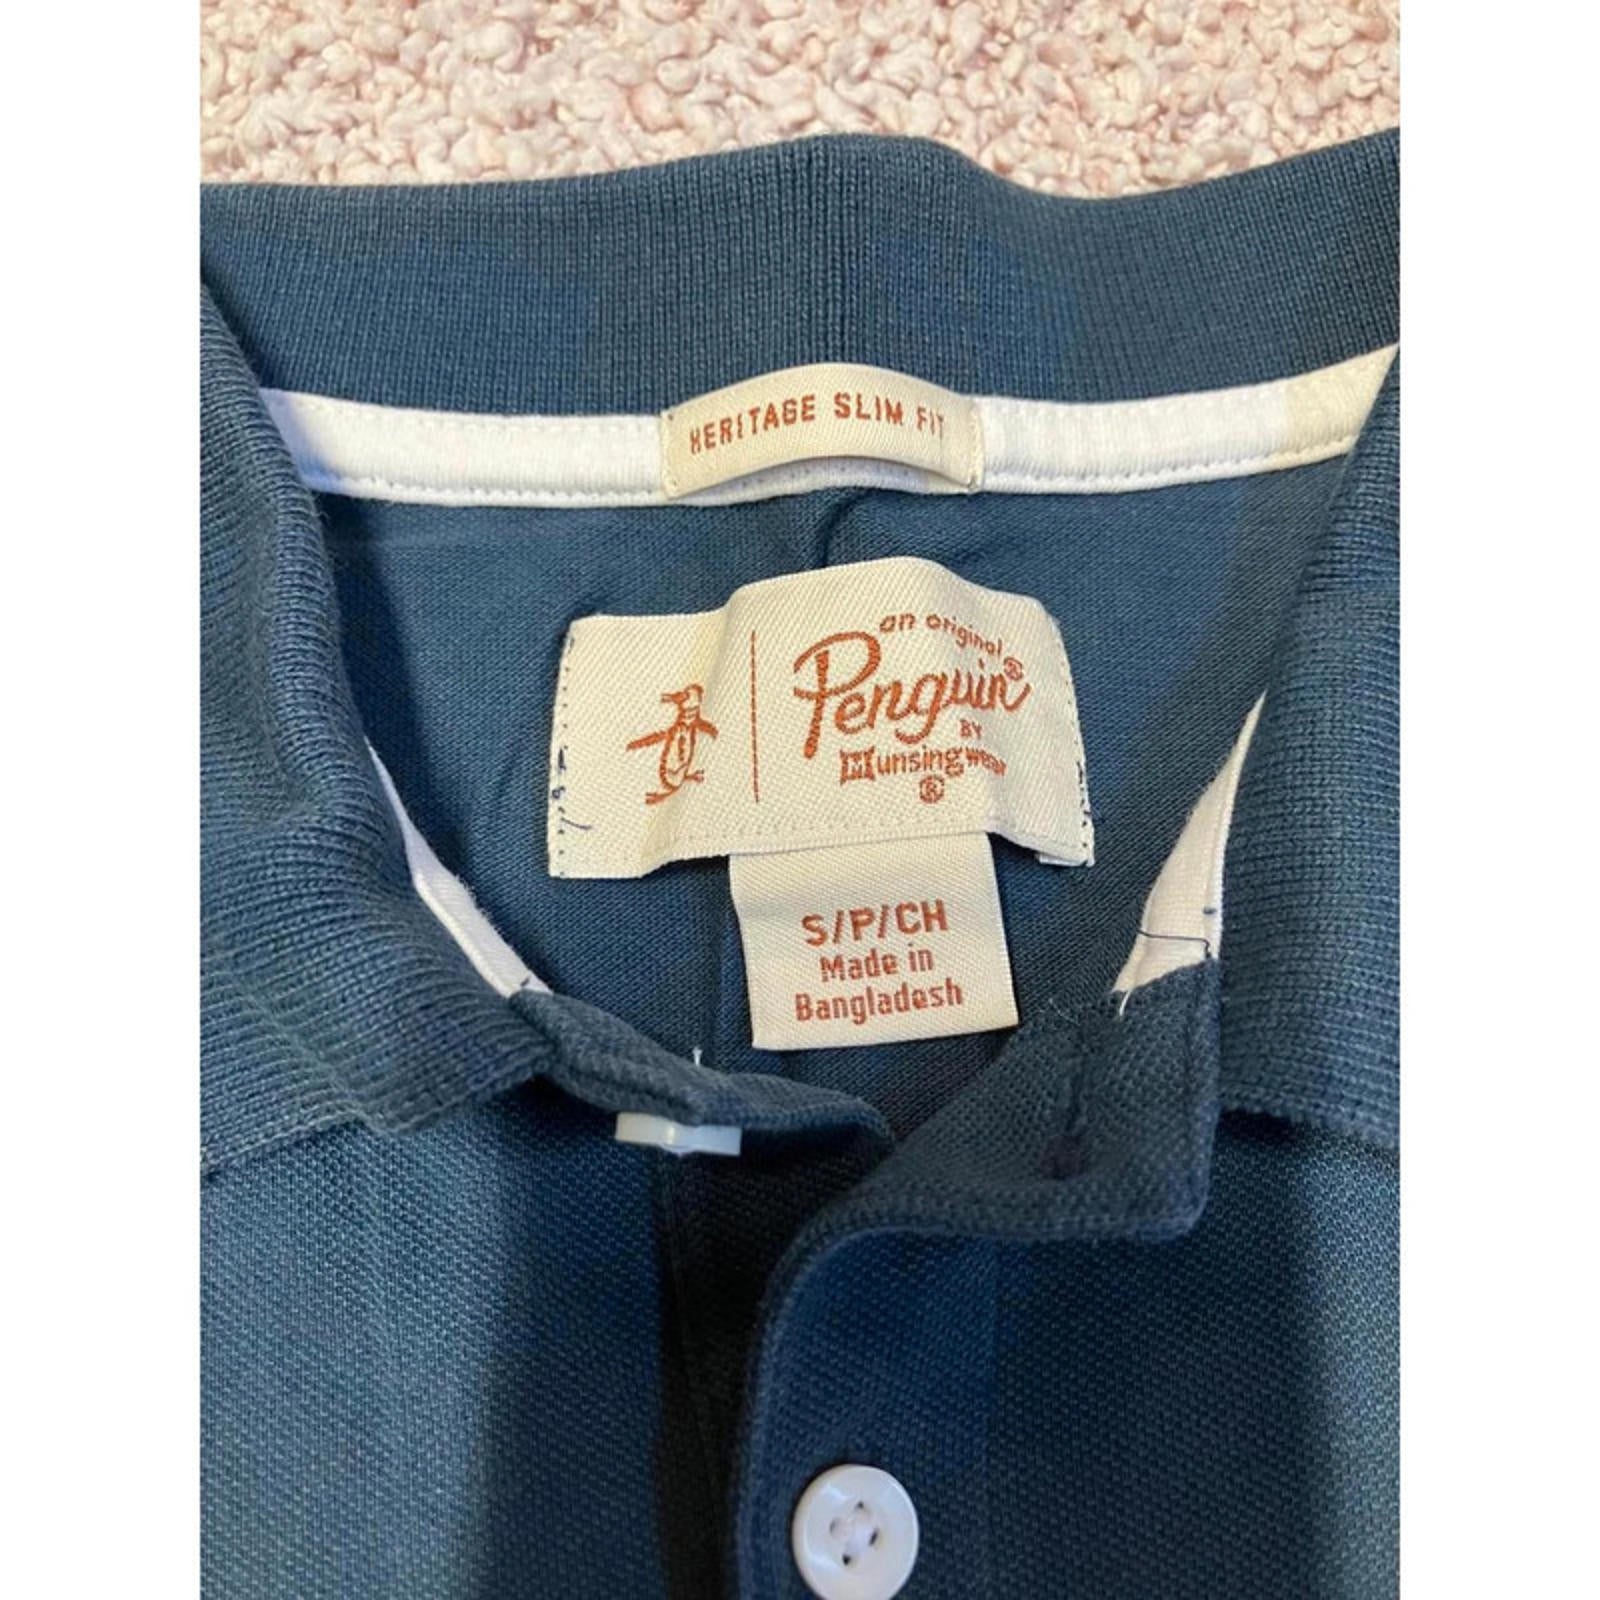 HERITAGE SLIM FIT
an original®
Penguin
BY
Munsingwear
®
S/P/CH
Made in
Bangladesh